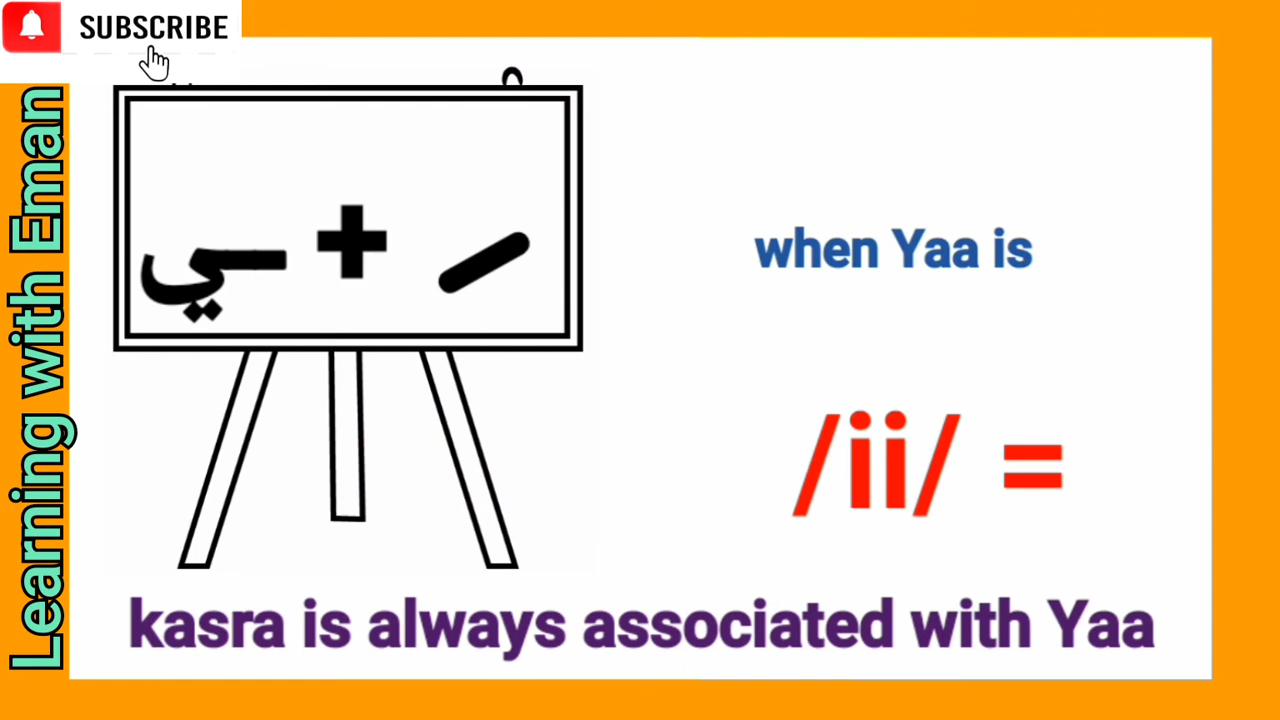 SUBSCRIBE
Learning with Eman
ـي + ـِ
when Yaa is
/ii/ =
kasra is always associated with Yaa